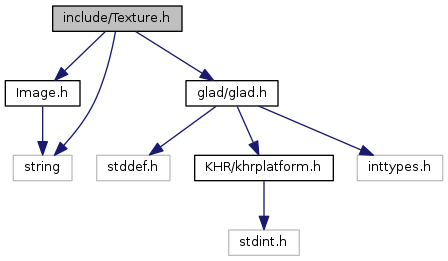 include/Texture.h
Image.h
glad/glad.h
string
stddef.h
KHR/khrplatform.h
inttypes.h
stdint.h